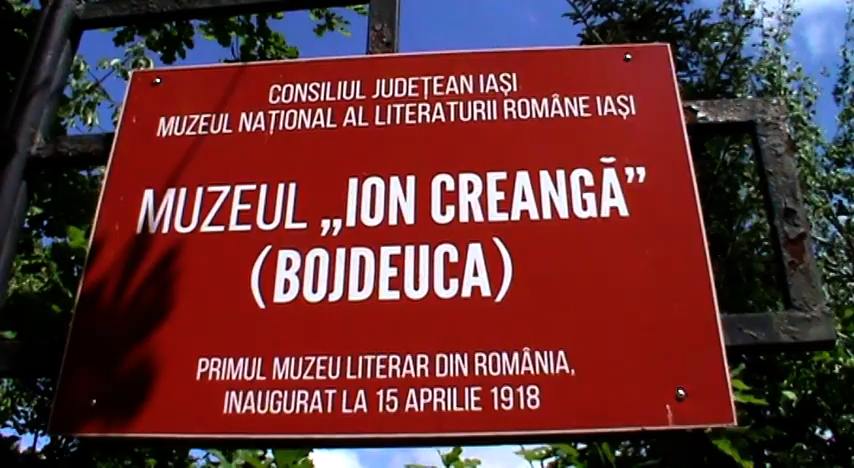 CONSILIUL JUDEȚEAN IAȘI
MUZEUL NAȚIONAL AL LITERATURII ROMÂNE IAȘI
MUZEUL „ION CREANGĂ”
(BOJDEUCA)
PRIMUL MUZEU LITERAR DIN ROMÂNIA,
INAUGURAT LA 15 APRILIE 1918